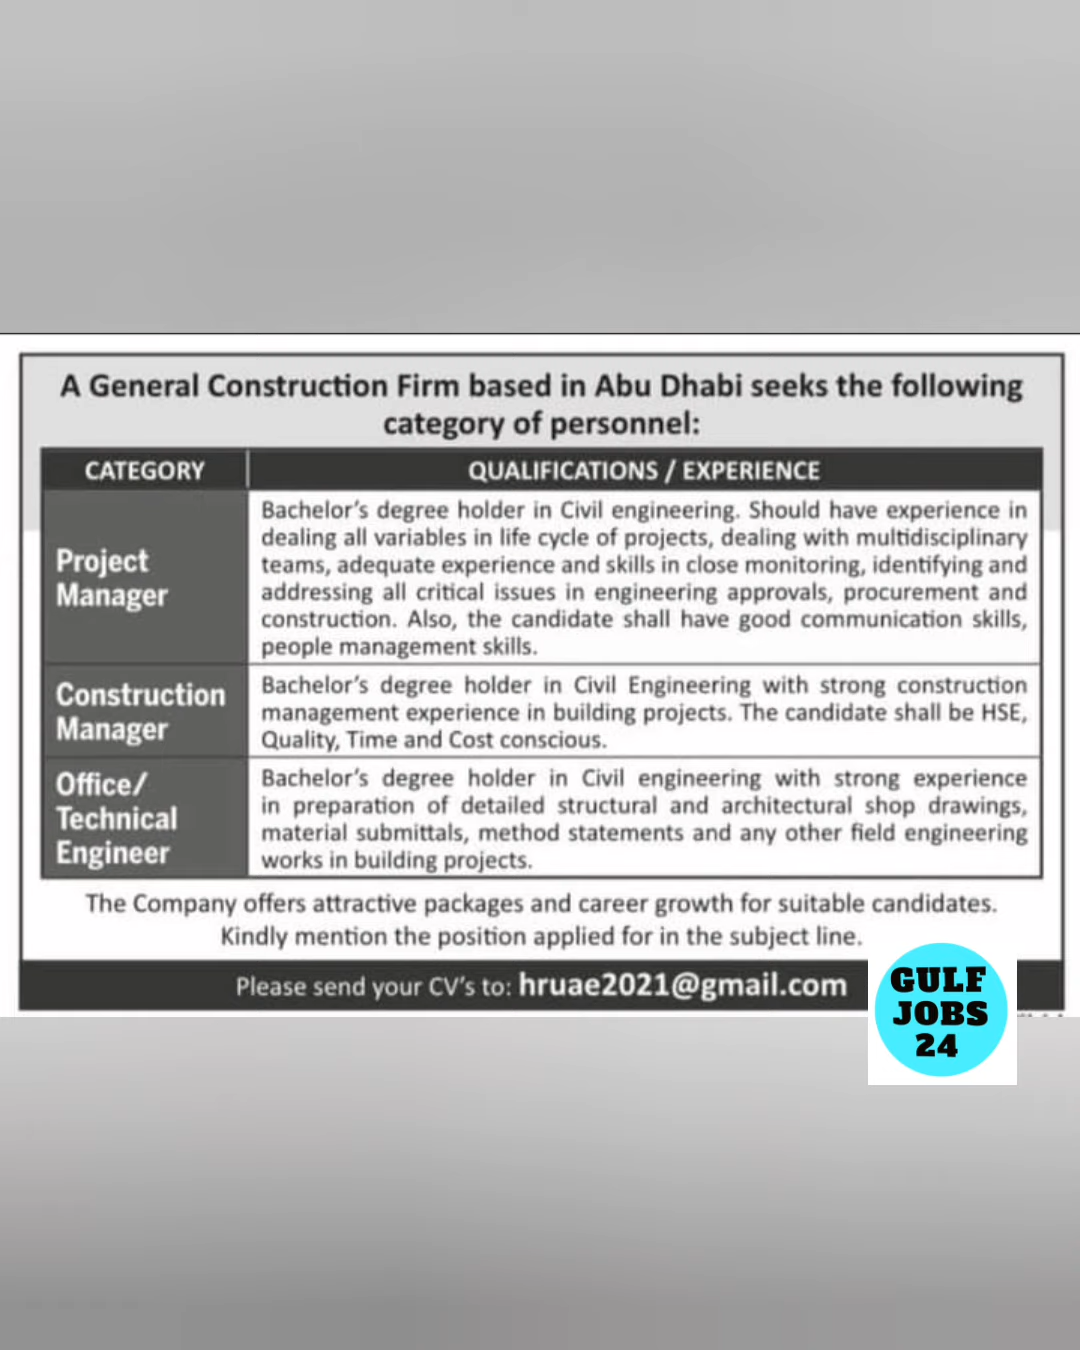 A General Construction Firm based in Abu Dhabi seeks the following
category of personnel:
CATEGORY
QUALIFICATIONS / EXPERIENCE
Project
Manager
Bachelor's degree holder in Civil engineering. Should have experience in
dealing all variables in life cycle of projects, dealing with multidisciplinary
teams, adequate experience and skills in close monitoring, identifying and
addressing all critical issues in engineering approvals, procurement and
construction. Also, the candidate shall have good communication skills,
people management skills.
Construction
Manager
Bachelor's degree holder in Civil Engineering with strong construction
management experience in building projects. The candidate shall be HSE,
Quality, Time and Cost conscious.
Office/
Technical
Engineer
Bachelor's degree holder in Civil engineering with strong experience
in preparation of detailed structural and architectural shop drawings,
material submittals, method statements and any other field engineering
works in building projects.
The Company offers attractive packages and career growth for suitable candidates.
Kindly mention the position applied for in the subject line.
Please send your CV's to: hruae2021@gmail.com
GULF
JOBS
24